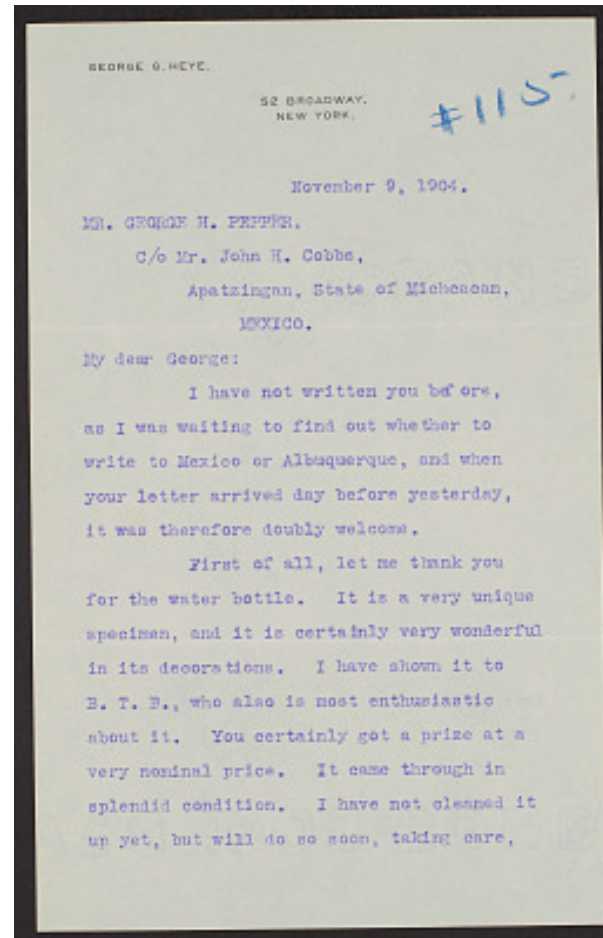 GEORGE G. HEYE.
52 BROADWAY,
NEW YORK.
#115
November 9, 1904.
MR. GEORGE H. PEPPER,
C/o Mr. John H. Cobbs,
Apatzingan, State of Michoacan,
MEXICO.
My dear George:
I have not written you before,
as I was waiting to find out whether to
write to Mexico or Albuquerque, and when
your letter arrived day before yesterday,
it was therefore doubly welcome.
First of all, let me thank you
for the water bottle. It is a very unique
specimen, and it is certainly very wonderful
in its decorations. I have shown it to
B. T. B., who also is most enthusiastic
about it. You certainly got a prize at a
very nominal price. It came through in
splendid condition. I have not cleaned it
up yet, but will do so soon, taking care,